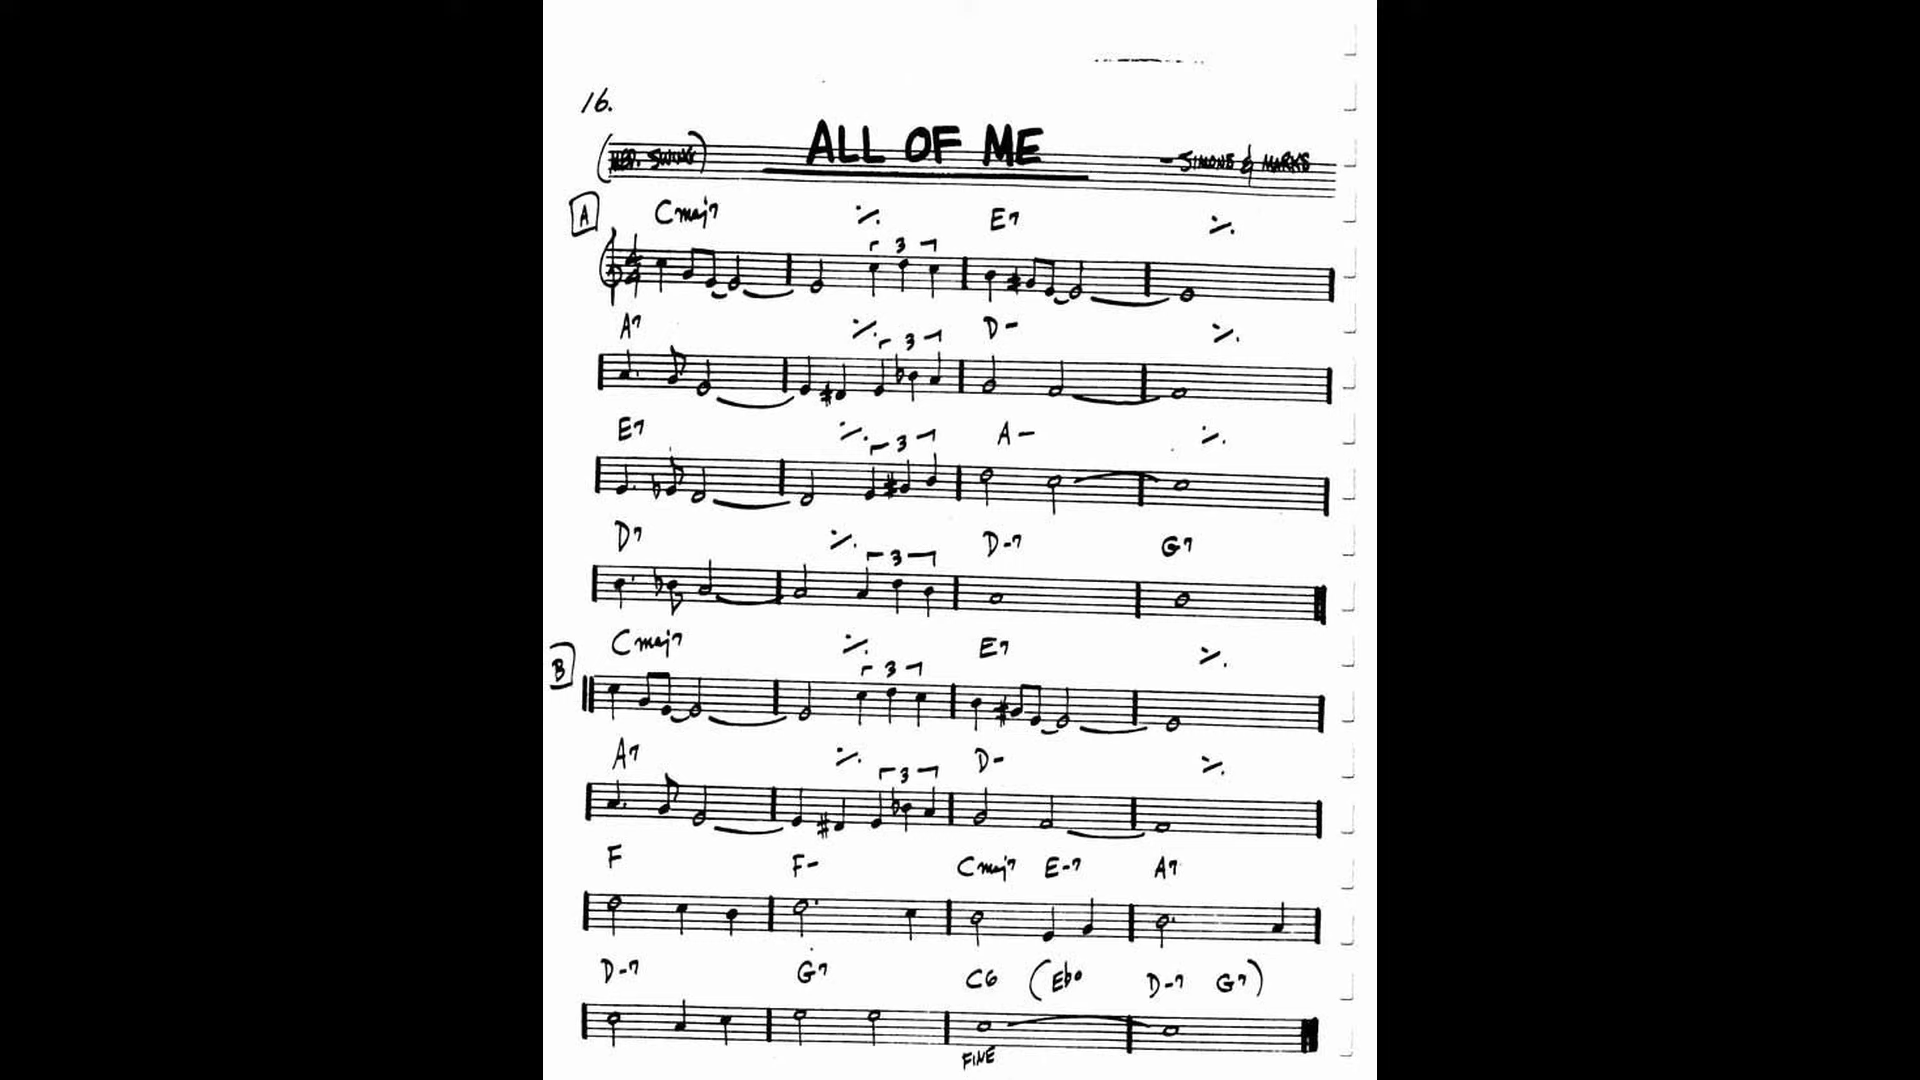 16.
(MED. SWING) ALL OF ME - SIMONS & MARKS
A Cmaj7 ٪ E7 ٪
3
A7 ٪ D- ٪
3
E7 ٪ A- ٪
3
D7 ٪ D-7 G7
3
B Cmaj7 ٪ E7 ٪
3
A7 ٪ D- ٪
3
F F- Cmaj7 E-7 A7
D-7 G7 C6 (Eb° D-7 G7)
FINE